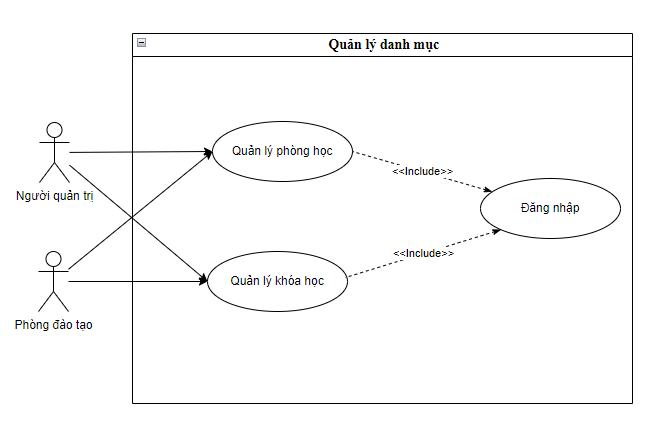 Quản lý danh mục
Quản lý phòng học
<<Include>>
Người quản trị
Đăng nhập
<<Include>>
Quản lý khóa học
Phòng đào tạo